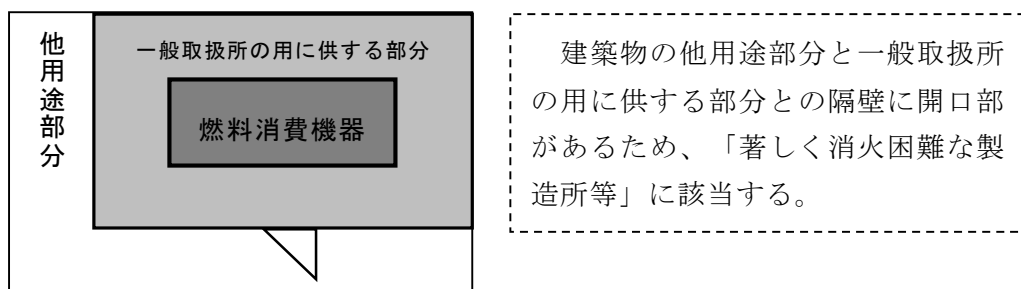 他用途部分
一般取扱所の用に供する部分
燃料消費機器
建築物の他用途部分と一般取扱所
の用に供する部分との隔壁に開口部
があるため、「著しく消火困難な製
造所等」に該当する。